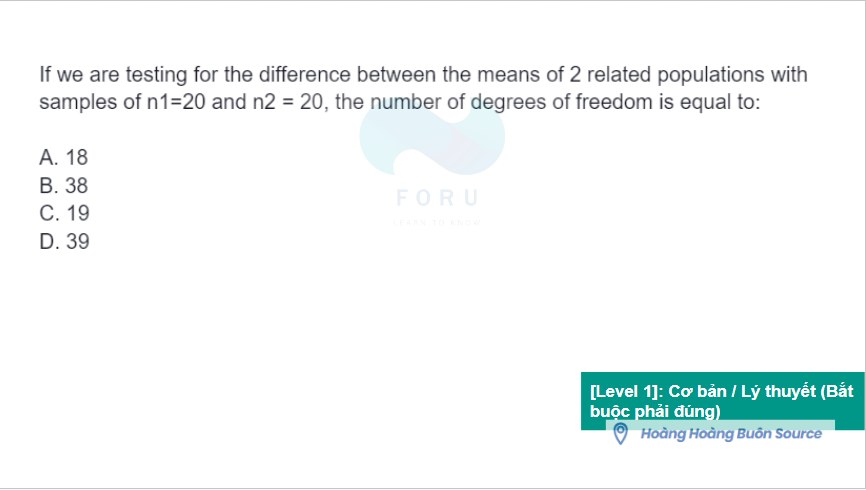 If we are testing for the difference between the means of 2 related populations with
samples of n1=20 and n2 = 20, the number of degrees of freedom is equal to:
A. 18
B. 38
C. 19
D. 39
FORU
[Level 1]: Cơ bản / Lý thuyết (Bắt
buộc phải đúng)
Hoàng Hoàng Buôn Source